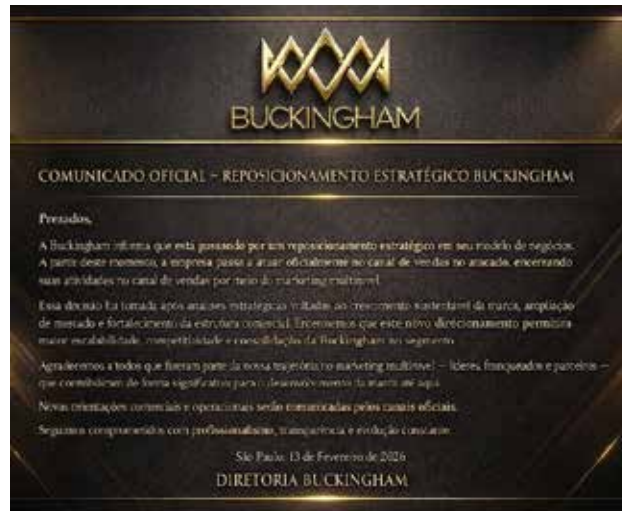 BUCKINGHAM
COMUNICADO OFICIAL – REPOSICIONAMENTO ESTRATÉGICO BUCKINGHAM
Prezados,
A Buckingham informa que está passando por um reposicionamento estratégico em seu modelo de negócios.
A partir deste momento, a empresa passa a atuar oficialmente no canal de vendas no atacado, encerrando
suas atividades no canal de vendas por meio do marketing multinível.
Essa decisão foi tomada após análises estratégicas voltadas ao crescimento sustentável da marca, ampliação
de mercado e fortalecimento da estrutura comercial. Entendemos que este novo direcionamento permitirá
maior escalabilidade, competitividade e consolidação da Buckingham no segmento.
Agradecemos a todos que fizeram parte da nossa trajetória no marketing multinível — líderes, franqueados e parceiros —
que contribuíram de forma significativa para o desenvolvimento da marca até aqui.
Novas orientações comerciais e operacionais serão comunicadas pelos canais oficiais.
Seguimos comprometidos com profissionalismo, transparência e evolução constante.
São Paulo, 13 de Fevereiro de 2026
DIRETORIA BUCKINGHAM